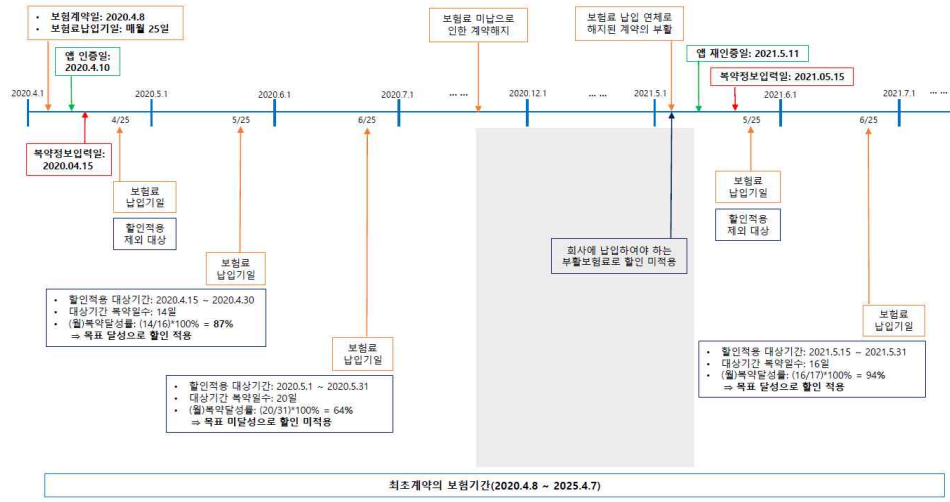 • 보험계약일: 2020.4.8
• 보험료납입기일: 매월 25일
보험료 미납으로
인한 계약해지
보험료 납입 연체로
해지된 계약의 부활
앱 인증일:
2020.4.10
앱 재인증일: 2021.5.11
복약정보입력일: 2021.05.15
2020.4.1
2020.5.1
2020.6.1
2020.7.1
... ...
2020.12.1
... ...
2021.5.1
2021.6.1
2021.7.1
... ...
4/25
5/25
6/25
5/25
6/25
복약정보입력일:
2020.04.15
보험료
납입기일
할인적용
제외 대상
보험료
납입기일
할인적용
제외 대상
회사에 납입하여야 하는
부활보험료로 할인 미적용
보험료
납입기일
• 할인적용 대상기간: 2020.4.15 ~ 2020.4.30
• 대상기간 복약일수: 14일
• (월)복약달성률: (14/16)*100% = 87%
⇒ 목표 달성으로 할인 적용
보험료
납입기일
• 할인적용 대상기간: 2020.5.1 ~ 2020.5.31
• 대상기간 복약일수: 20일
• (월)복약달성률: (20/31)*100% = 64%
⇒ 목표 미달성으로 할인 미적용
보험료
납입기일
• 할인적용 대상기간: 2021.5.15 ~ 2021.5.31
• 대상기간 복약일수: 16일
• (월)복약달성률: (16/17)*100% = 94%
⇒ 목표 달성으로 할인 적용
최초계약의 보험기간(2020.4.8 ~ 2025.4.7)